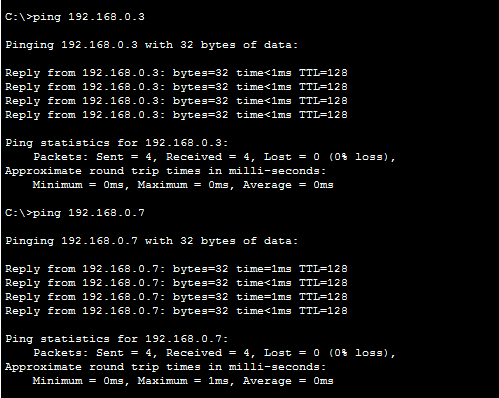 C:\>ping 192.168.0.3
Pinging 192.168.0.3 with 32 bytes of data:
Reply from 192.168.0.3: bytes=32 time<1ms TTL=128
Reply from 192.168.0.3: bytes=32 time<1ms TTL=128
Reply from 192.168.0.3: bytes=32 time<1ms TTL=128
Reply from 192.168.0.3: bytes=32 time<1ms TTL=128
Ping statistics for 192.168.0.3:
    Packets: Sent = 4, Received = 4, Lost = 0 (0% loss),
Approximate round trip times in milli-seconds:
    Minimum = 0ms, Maximum = 0ms, Average = 0ms
C:\>ping 192.168.0.7
Pinging 192.168.0.7 with 32 bytes of data:
Reply from 192.168.0.7: bytes=32 time=1ms TTL=128
Reply from 192.168.0.7: bytes=32 time<1ms TTL=128
Reply from 192.168.0.7: bytes=32 time<1ms TTL=128
Reply from 192.168.0.7: bytes=32 time<1ms TTL=128
Ping statistics for 192.168.0.7:
    Packets: Sent = 4, Received = 4, Lost = 0 (0% loss),
Approximate round trip times in milli-seconds:
    Minimum = 0ms, Maximum = 1ms, Average = 0ms